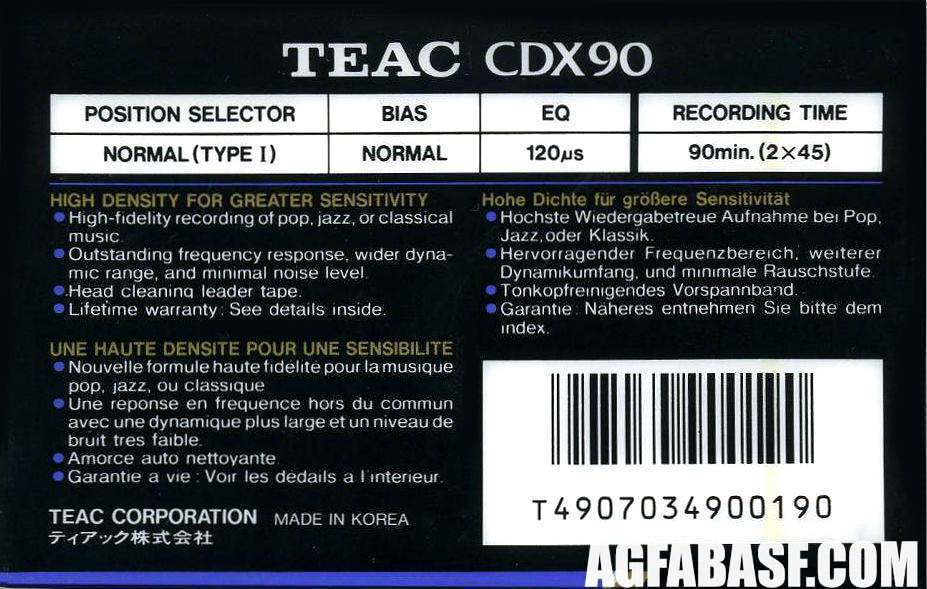 TEAC CDX90
POSITION SELECTOR BIAS EQ RECORDING TIME
NORMAL (TYPE I) NORMAL 120µs 90min. (2×45)
HIGH DENSITY FOR GREATER SENSITIVITY
•High-fidelity recording of pop, jazz, or classical
music.
•Outstanding frequency response, wider dyna-
mic range, and minimal noise level.
•Head cleaning leader tape.
•Lifetime warranty: See details inside.
UNE HAUTE DENSITE POUR UNE SENSIBILITE
•Nouvelle formule haute fidélité pour la musique
pop, jazz, ou classique
•Une reponse en frequence hors du commun
avec une dynamique plus large et un niveau de
bruit tres faible.
•Amorce auto nettoyante.
•Garantie a vie : Voir les dédails a l'interieur.
TEAC CORPORATION MADE IN KOREA
ティアック株式会社
Hohe Dichte für größere Sensitivität
•Hochste Wiedergabetreue Aufnahme bei Pop,
Jazz, oder Klassik.
•Hervorragender Frequenzbereich, weiterer
Dynamikumfang, und minimale Rauschstufe.
•Tonkopfreinigendes Vorspannband.
•Garantie: Naheres entnehmen Sie bitte dem
index.
T4907034900190
AGFABASF.COM